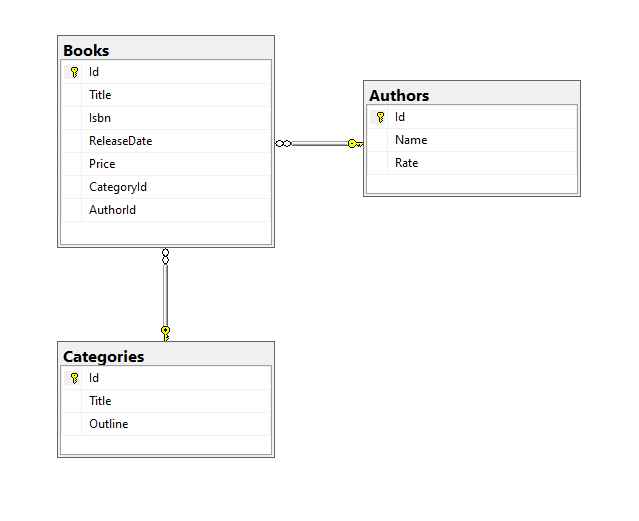 Books
Id
Title
Isbn
ReleaseDate
Price
CategoryId
AuthorId
Authors
Id
Name
Rate
Categories
Id
Title
Outline